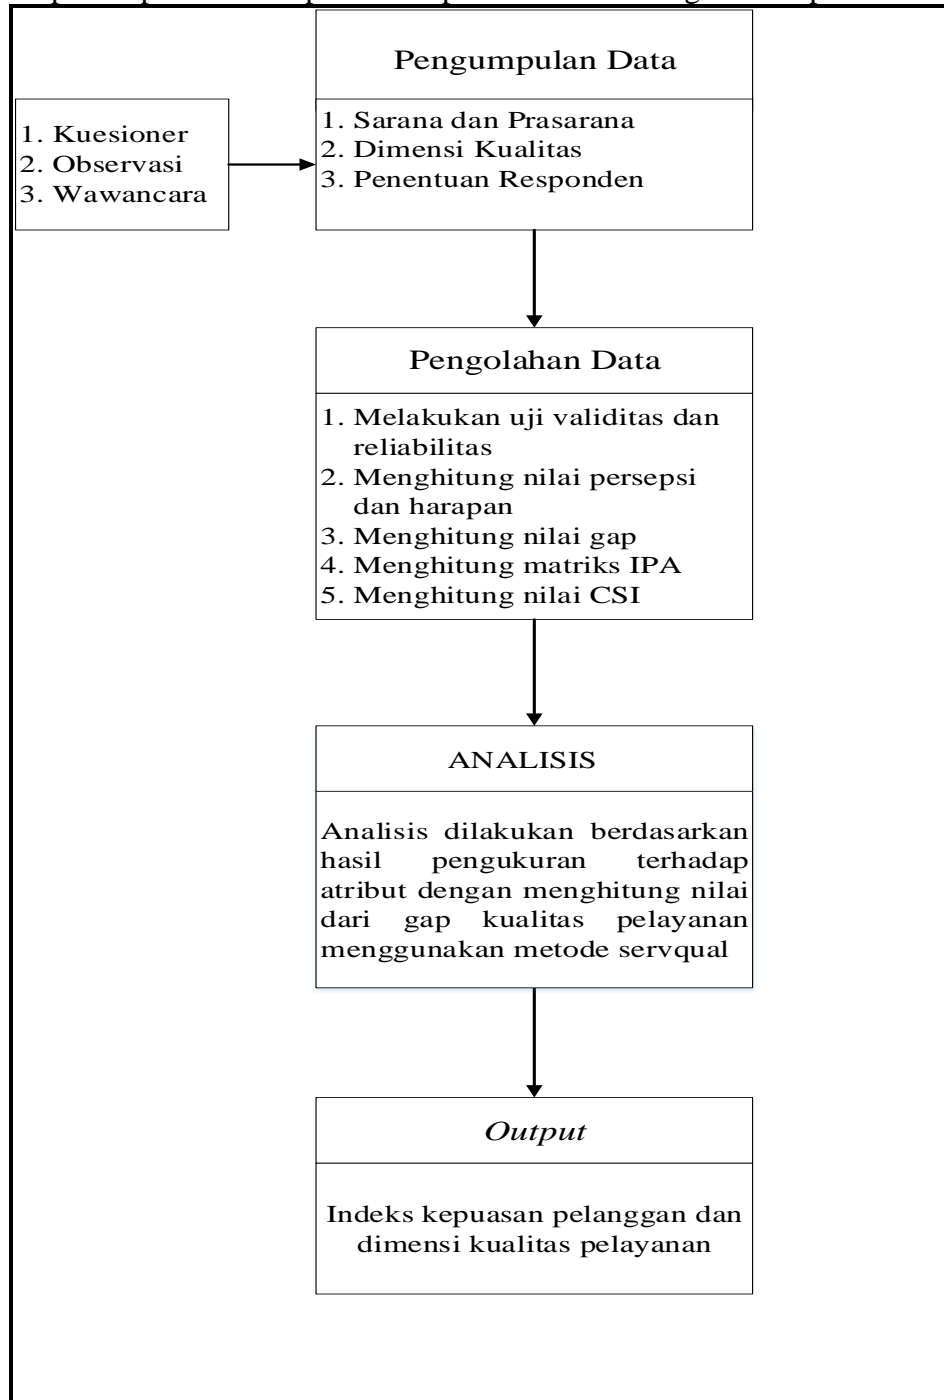 Pengumpulan Data
1. Kuesioner
2. Observasi
3. Wawancara
1. Sarana dan Prasarana
2. Dimensi Kualitas
3. Penentuan Responden
Pengolahan Data
1. Melakukan uji validitas dan
reliabilitas
2. Menghitung nilai persepsi
dan harapan
3. Menghitung nilai gap
4. Menghitung matriks IPA
5. Menghitung nilai CSI
ANALISIS
Analisis dilakukan berdasarkan
hasil pengukuran terhadap
atribut dengan menghitung nilai
dari gap kualitas pelayanan
menggunakan metode servqual
Output
Indeks kepuasan pelanggan dan
dimensi kualitas pelayanan